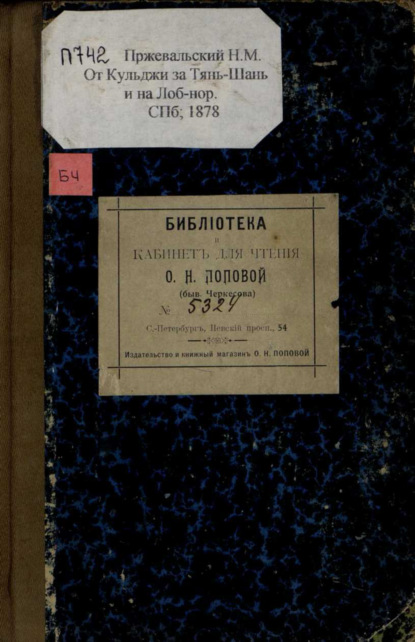 П742 Пржевальский Н.М.
От Кульджи за Тянь-Шань
и на Лоб-нор.
СПб, 1878
БЧ
БИБЛІОТЕКА
и
КАБИНЕТЪ ДЛЯ ЧТЕНІЯ
О. Н. ПОПОВОЙ
(быв. Черкесова)
№ 5324
С.-Петербургъ, Невскій просп., 54
Издательство и книжный магазинъ О. Н. ПОПОВОЙ